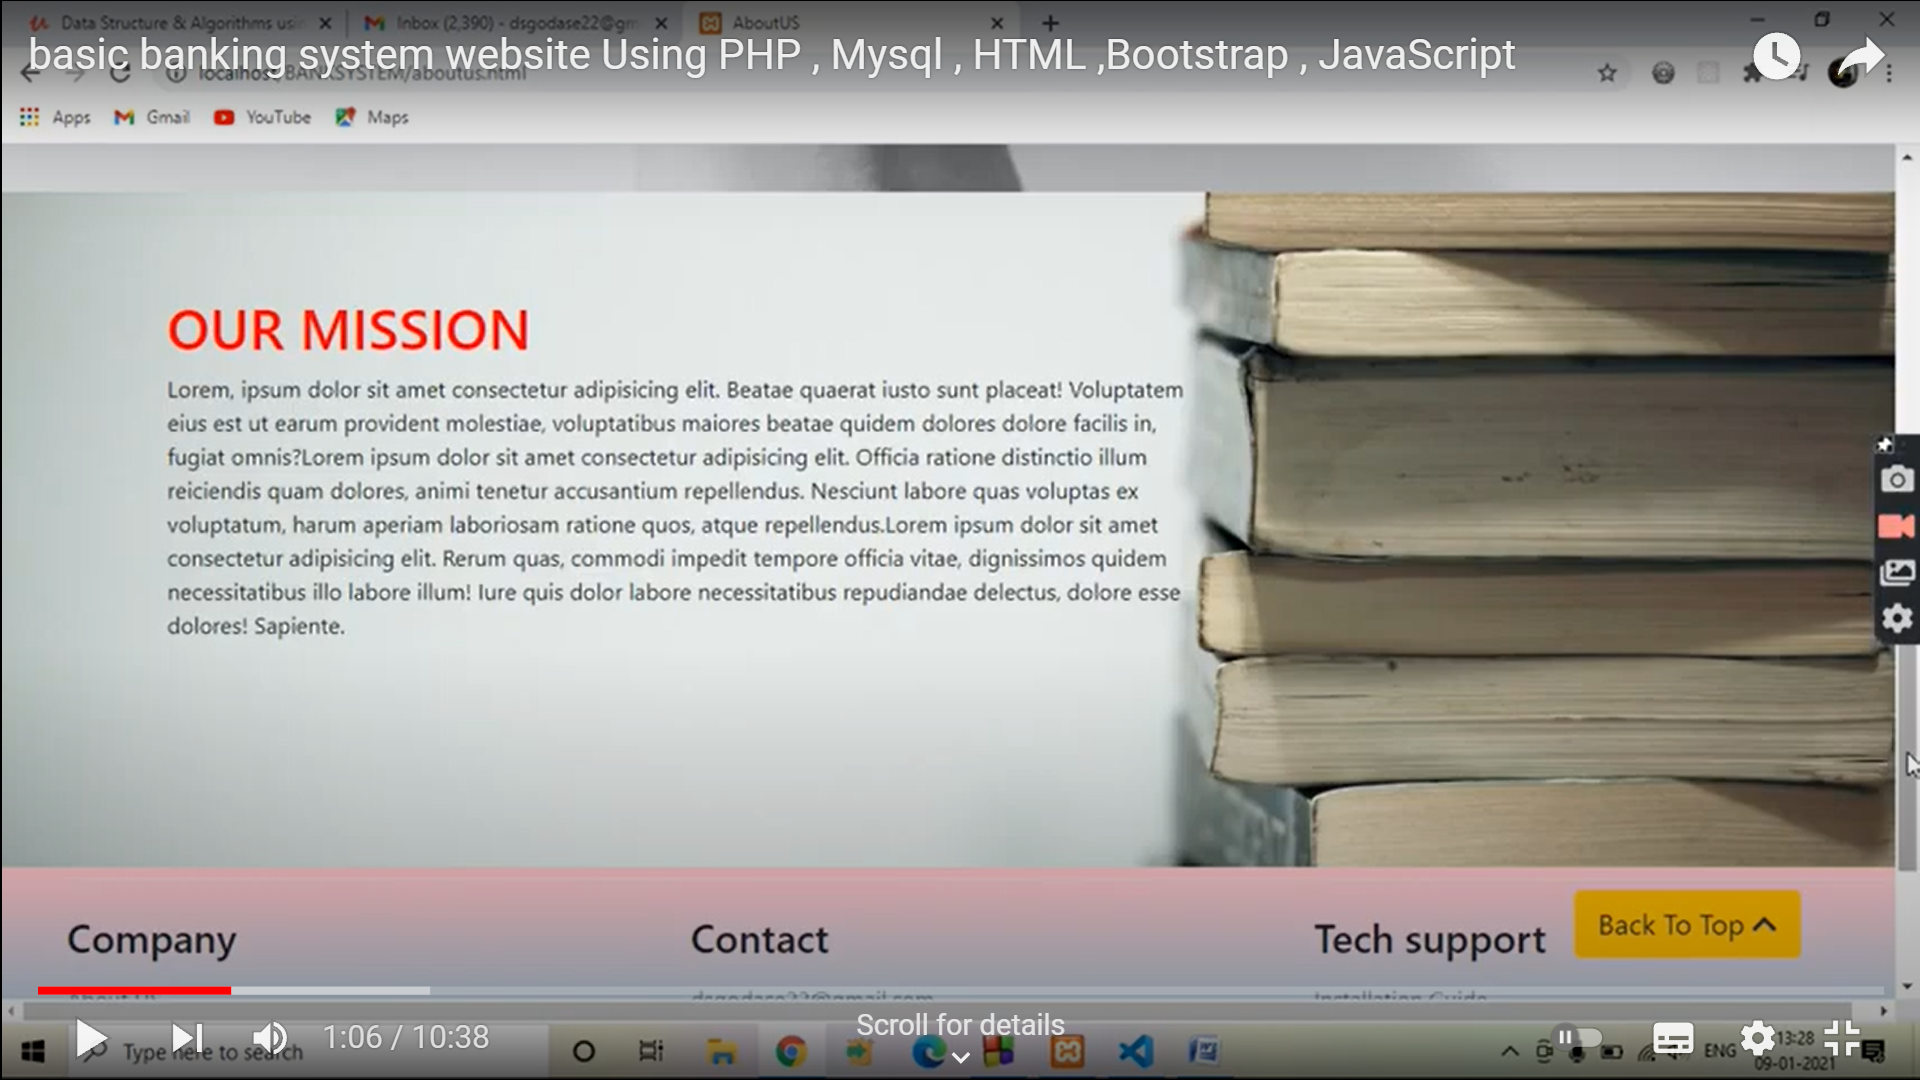 Data Structure & Algorithms usi
Inbox (2,390) - dsgodase22@gm
AboutUS
basic banking system website Using PHP , Mysql , HTML ,Bootstrap , JavaScript
localhost/BANKSYSTEM/aboutus.html
Apps
Gmail
YouTube
Maps
OUR MISSION
Lorem, ipsum dolor sit amet consectetur adipisicing elit. Beatae quaerat iusto sunt placeat! Voluptatem
eius est ut earum provident molestiae, voluptatibus maiores beatae quidem dolores dolore facilis in,
fugiat omnis?Lorem ipsum dolor sit amet consectetur adipisicing elit. Officia ratione distinctio illum
reiciendis quam dolores, animi tenetur accusantium repellendus. Nesciunt labore quas voluptas ex
voluptatum, harum aperiam laboriosam ratione quos, atque repellendus.Lorem ipsum dolor sit amet
consectetur adipisicing elit. Rerum quas, commodi impedit tempore officia vitae, dignissimos quidem
necessitatibus illo labore illum! Iure quis dolor labore necessitatibus repudiandae delectus, dolore esse
dolores! Sapiente.
Company
Contact
Tech support
Back To Top
dsgodase22@gmail.com
Installation Guide
1:06 / 10:38
Scroll for details
Type here to search
ENG
13:28
09-01-2021